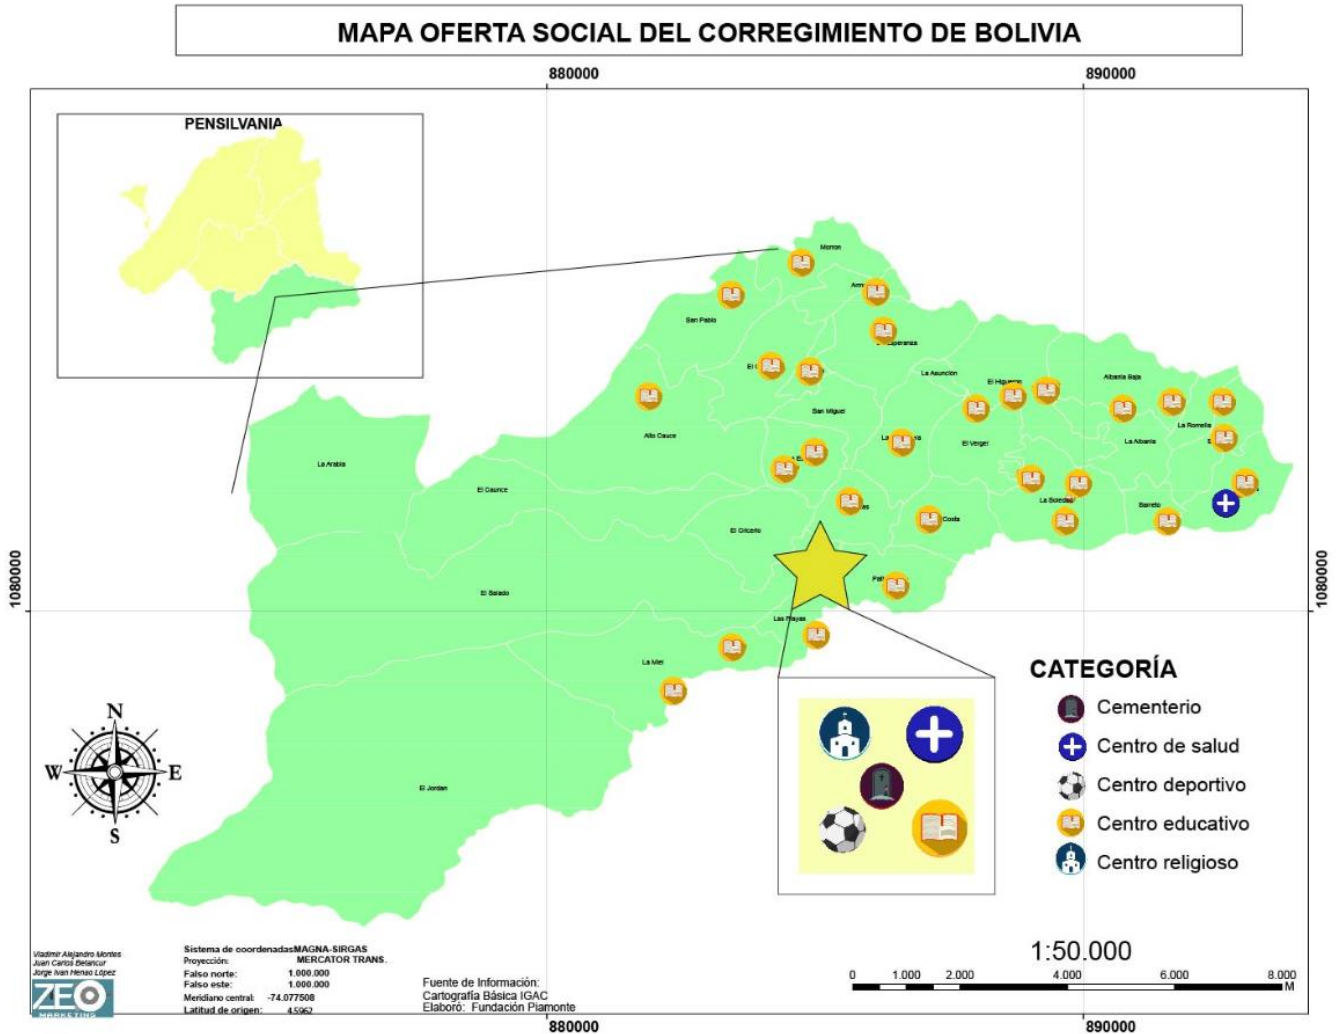 MAPA OFERTA SOCIAL DEL CORREGIMIENTO DE BOLIVIA
880000
890000
PENSILVANIA
Morron
San Pablo
La Asunción
Albania Baja
San Miguel
La Romelia
Alto Cauce
El Verger
La Albania
La Arabia
El Caurice
La Soledad
Barreto
Costa
El Gricerio
1080000
1080000
El Salado
Las Playas
La Miel
CATEGORÍA
Cementerio
Centro de salud
Centro deportivo
Centro educativo
Centro religioso
N
W
E
S
El Jordan
1:50.000
0 1.000 2.000 4.000 6.000 8.000
M
Vladimir Alejandro Montes
Juan Carlos Betancur
Jorge Ivan Henao López
ZEO
MARKETING
Sistema de coordenadas MAGNA-SIRGAS
Proyección: MERCATOR TRANS.
Falso norte: 1.000.000
Falso este: 1.000.000
Meridiano central: -74.077508
Latitud de origen: 4.5962
Fuente de Información:
Cartografía Básica IGAC
Elaboró: Fundación Piamonte
880000
890000